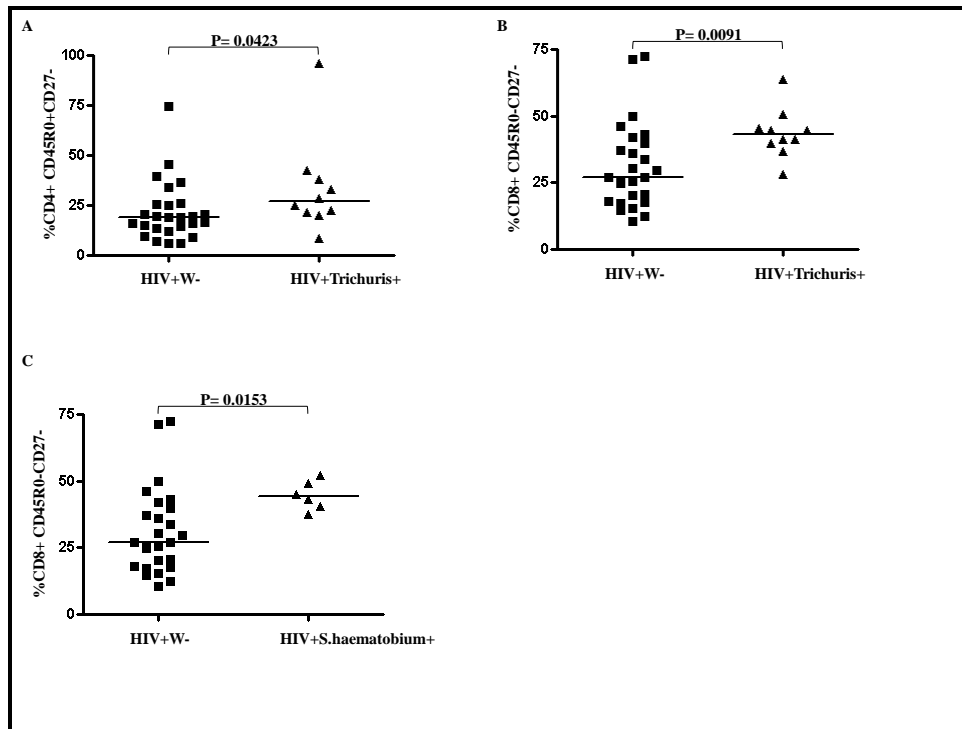 A
P= 0.0423
%CD4+ CD45R0+CD27-
100
75
50
25
0
HIV+W-
HIV+Trichuris+
B
P= 0.0091
%CD8+ CD45R0-CD27-
75
50
25
0
HIV+W-
HIV+Trichuris+
C
P= 0.0153
%CD8+ CD45R0-CD27-
75
50
25
0
HIV+W-
HIV+S.haematobium+